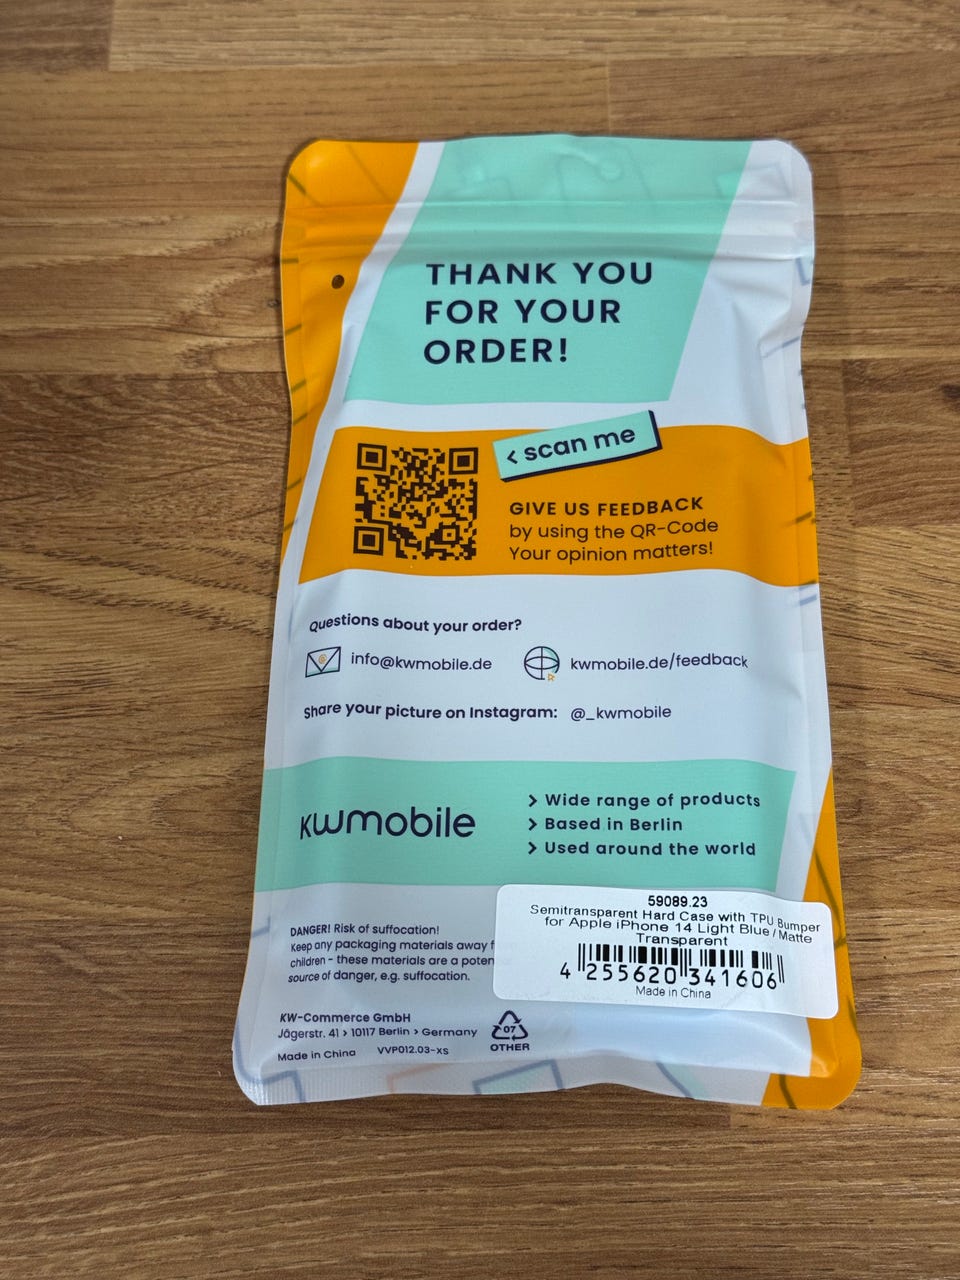 THANK YOU
FOR YOUR
ORDER!
< scan me
GIVE US FEEDBACK
by using the QR-Code
Your opinion matters!
Questions about your order?
info@kwmobile.de
kwmobile.de/feedback
Share your picture on Instagram: @_kwmobile
kwmobile
> Wide range of products
> Based in Berlin
> Used around the world
59089.23
Semitransparent Hard Case with TPU Bumper
for Apple iPhone 14 Light Blue / Matte
Transparent
4 255620 341606
Made in China
DANGER! Risk of suffocation!
Keep any packaging materials away
children - these materials are a
source of danger, e.g. suffocation.
KW-Commerce GmbH
Jägerstr. 41 > 10117 Berlin > Germany
Made in China VVP012.03-XS
07
OTHER